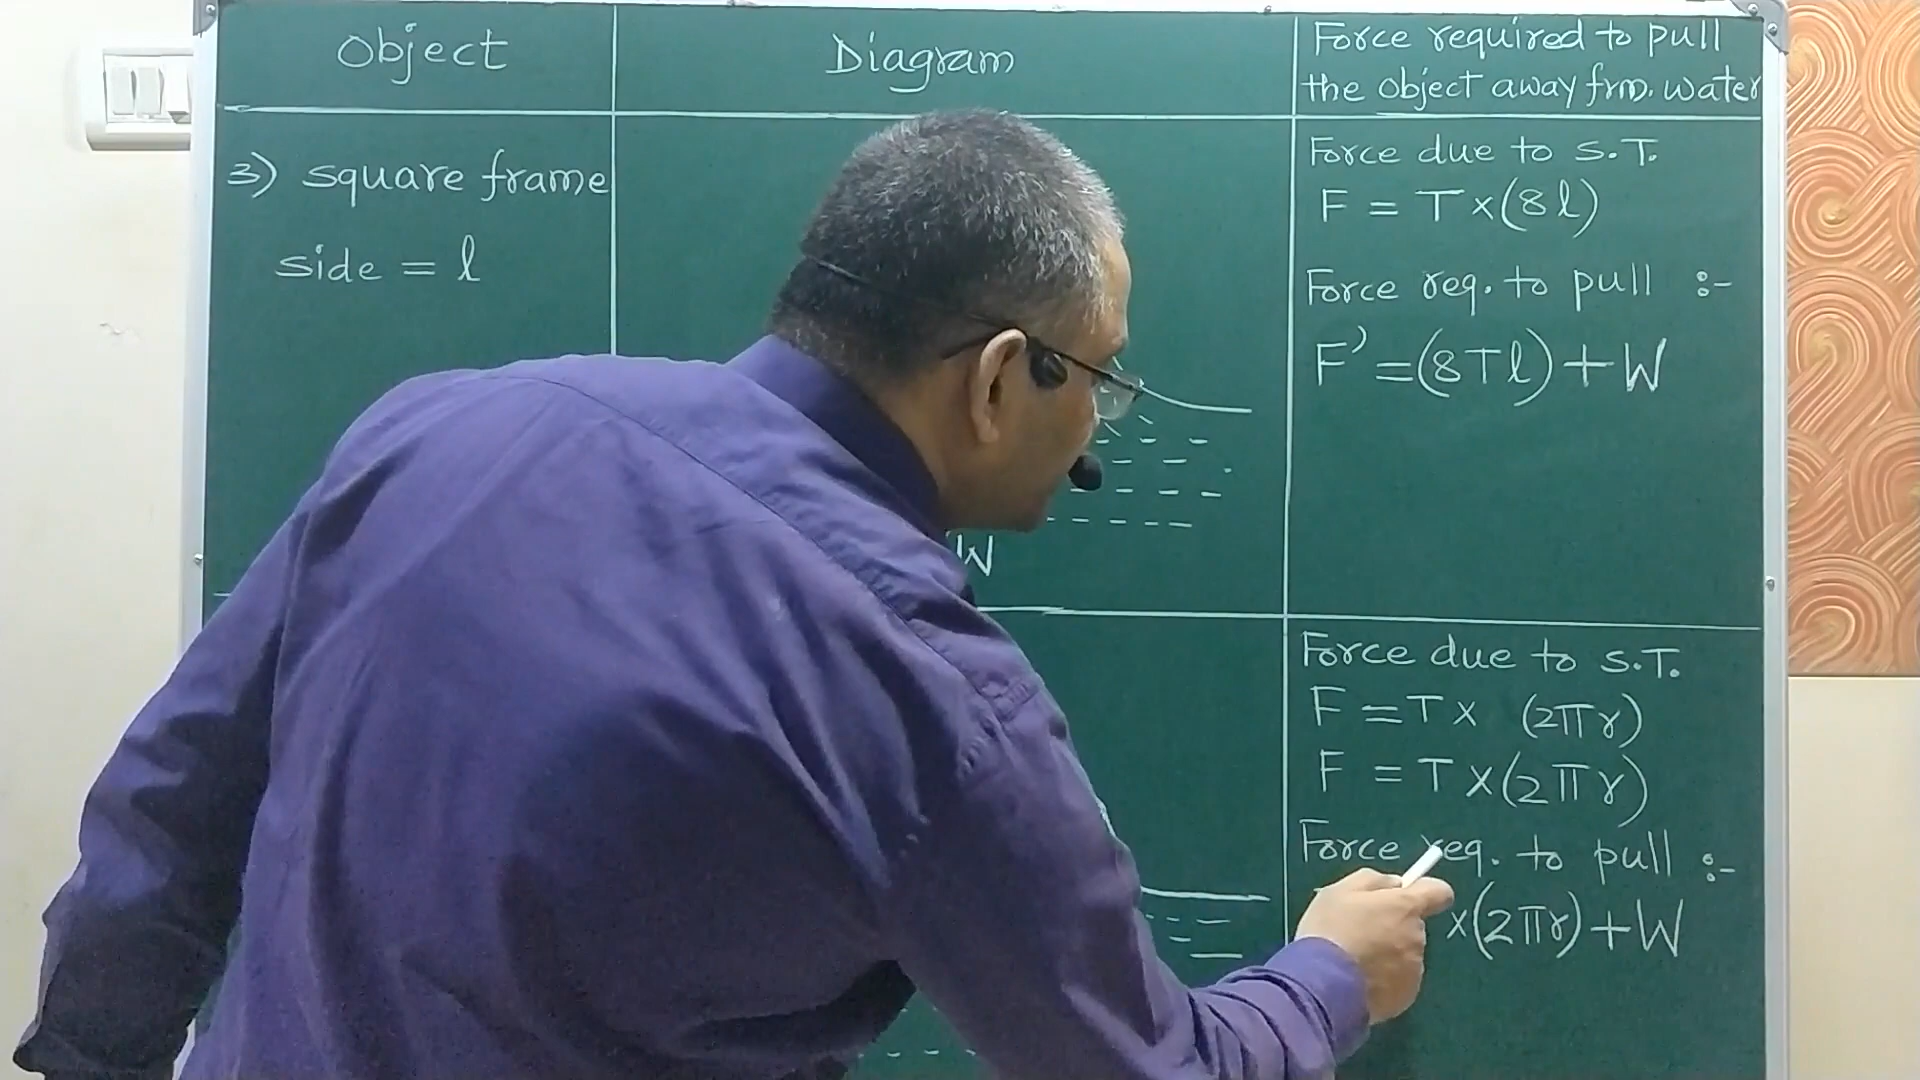 Object
Diagram
Force required to pull
the object away frm. water
3) square frame
side = l
Force due to S.T.
F = T x (8l)
Force req. to pull :-
F' = (8Tl) + W
W
Force due to S.T.
F = T x (2πr)
F = T x (2πr)
Force req. to pull :-
x (2πr) + W